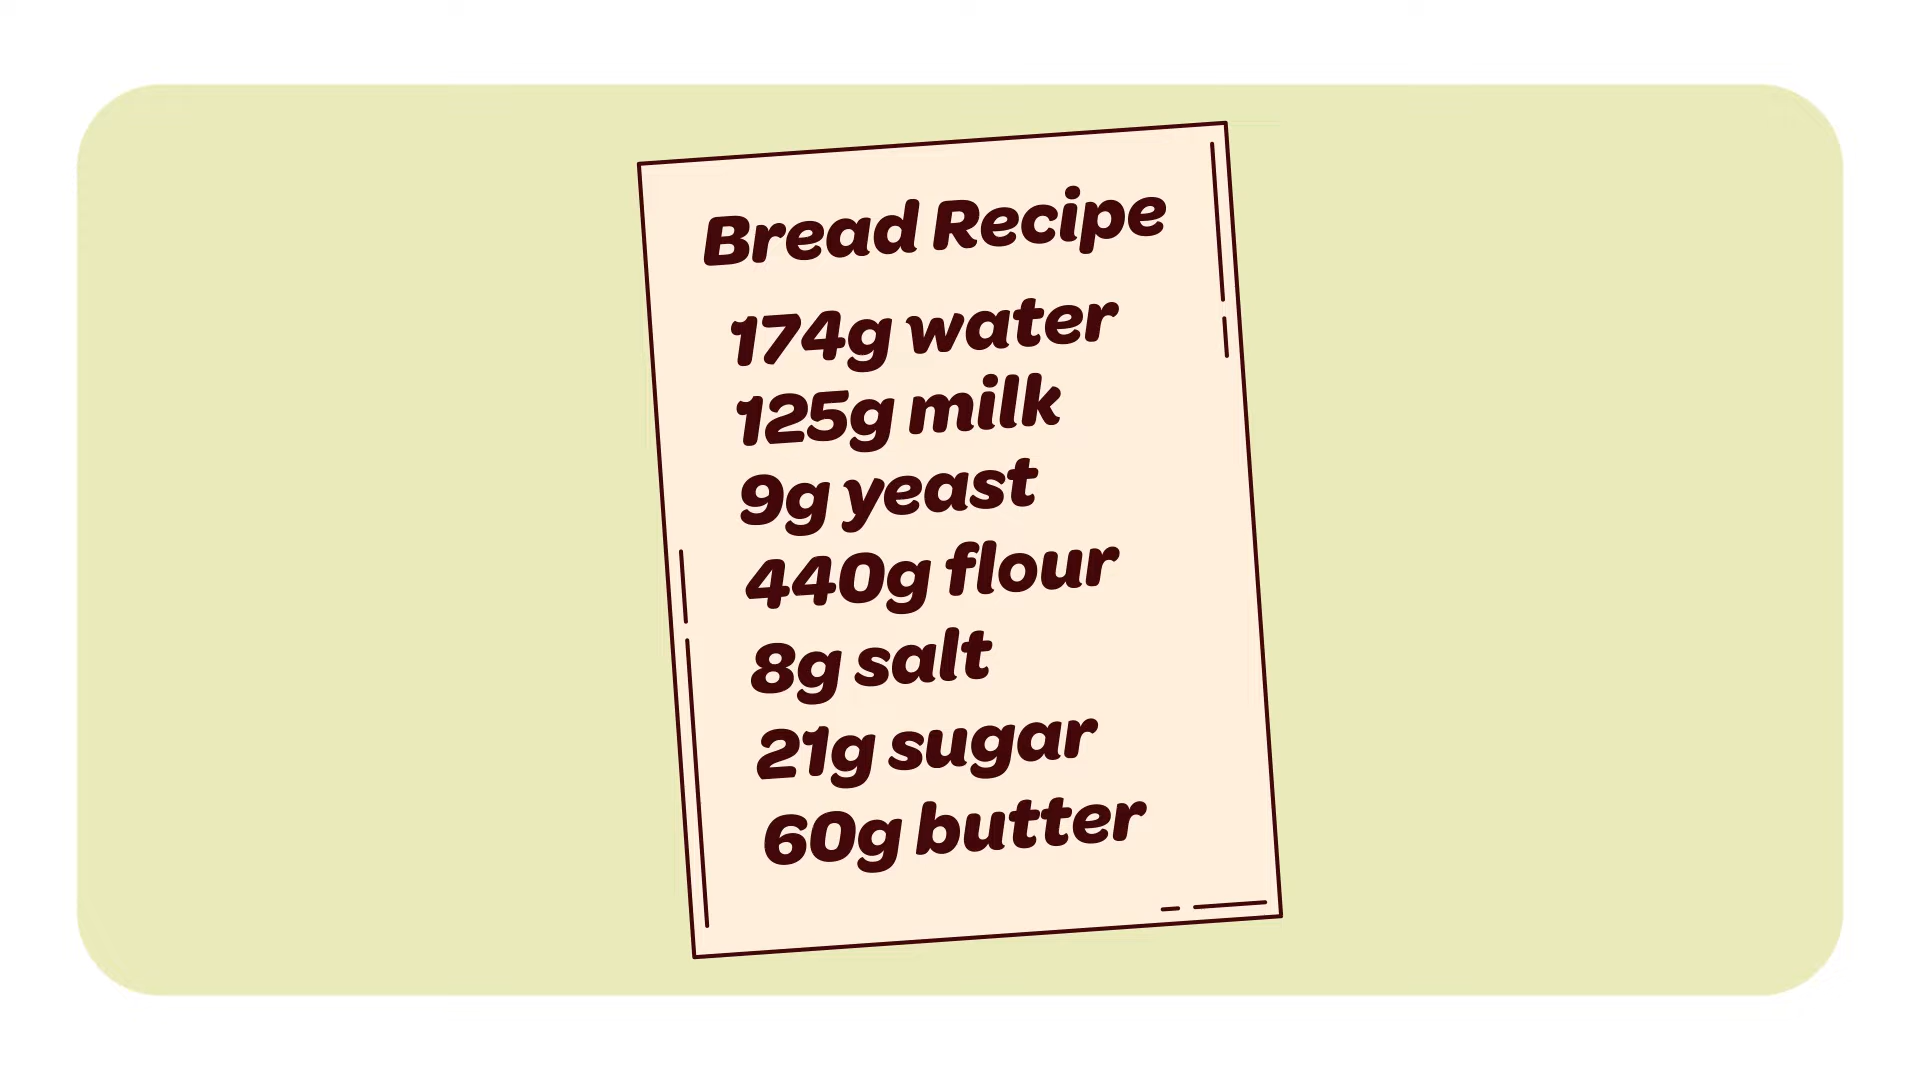 Bread Recipe
174g water
125g milk
9g yeast
440g flour
8g salt
21g sugar
60g butter